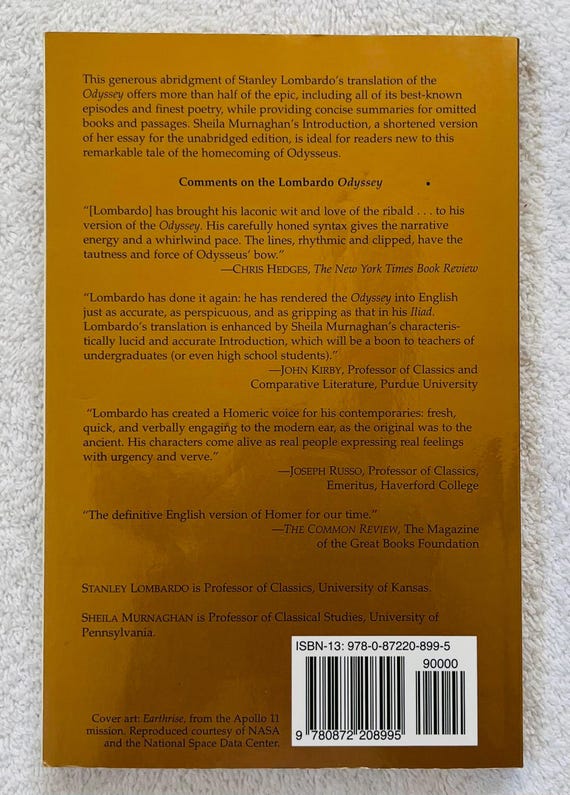 This generous abridgment of Stanley Lombardo's translation of the
Odyssey offers more than half of the epic, including all of its best-known
episodes and finest poetry, while providing concise summaries for omitted
books and passages. Sheila Murnaghan's Introduction, a shortened version
of her essay for the unabridged edition, is ideal for readers new to this
remarkable tale of the homecoming of Odysseus.
Comments on the Lombardo Odyssey
"[Lombardo] has brought his laconic wit and love of the ribald . . . to his
version of the Odyssey. His carefully honed syntax gives the narrative
energy and a whirlwind pace. The lines, rhythmic and clipped, have the
tautness and force of Odysseus' bow."
—CHRIS HEDGES, The New York Times Book Review
"Lombardo has done it again: he has rendered the Odyssey into English
just as accurate, as perspicuous, and as gripping as that in his Iliad.
Lombardo's translation is enhanced by Sheila Murnaghan's characteris-
tically lucid and accurate Introduction, which will be a boon to teachers of
undergraduates (or even high school students)."
—JOHN KIRBY, Professor of Classics and
Comparative Literature, Purdue University
"Lombardo has created a Homeric voice for his contemporaries: fresh,
quick, and verbally engaging to the modern ear, as the original was to the
ancient. His characters come alive as real people expressing real feelings
with urgency and verve."
—JOSEPH RUSSO, Professor of Classics,
Emeritus, Haverford College
"The definitive English version of Homer for our time."
—THE COMMON REVIEW, The Magazine
of the Great Books Foundation
STANLEY LOMBARDO is Professor of Classics, University of Kansas.
SHEILA MURNAGHAN is Professor of Classical Studies, University of
Pennsylvania.
ISBN-13: 978-0-87220-899-5
90000
9 780872 208995
Cover art: Earthrise, from the Apollo 11
mission. Reproduced courtesy of NASA
and the National Space Data Center.